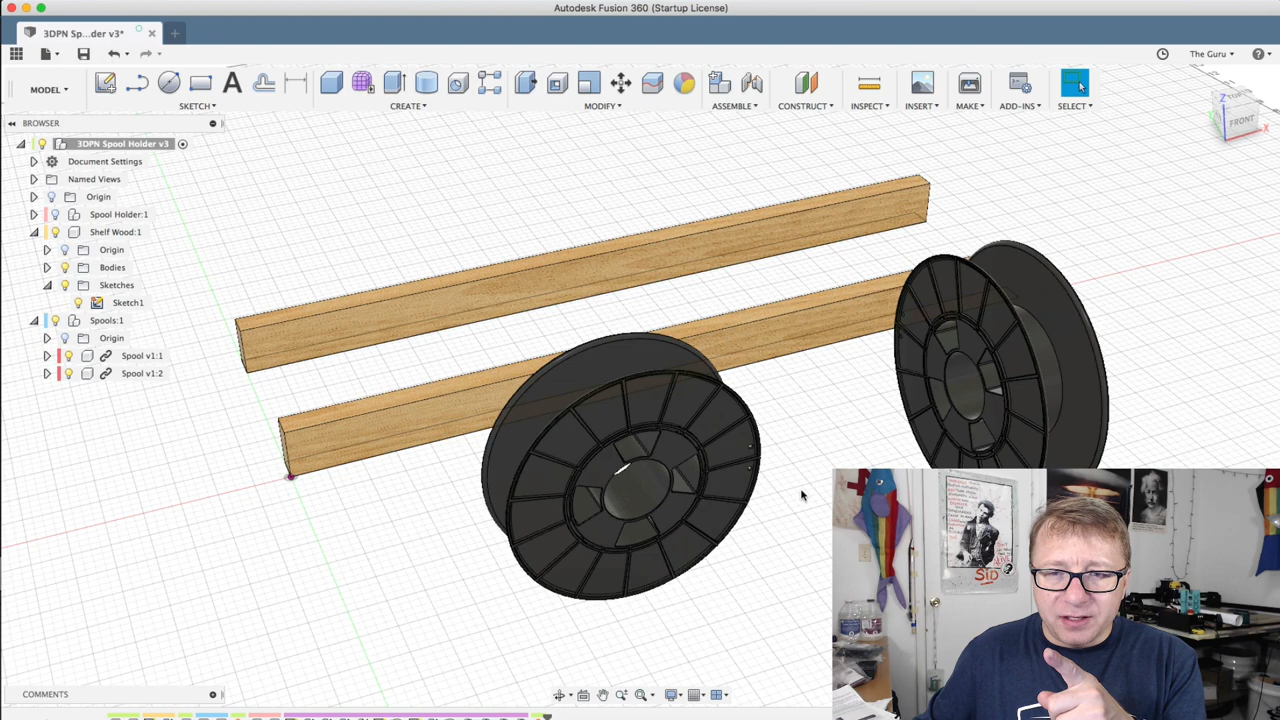 Autodesk Fusion 360 (Startup License)
3DPN Sp...der v3*
The Guru
MODEL
SKETCH
CREATE
MODIFY
ASSEMBLE
CONSTRUCT
INSPECT
INSERT
MAKE
ADD-INS
SELECT
TOP
FRONT
Z
X
BROWSER
3DPN Spool Holder v3
Document Settings
Named Views
Origin
Spool Holder:1
Shelf Wood:1
Origin
Bodies
Sketches
Sketch1
Spools:1
Origin
Spool v1:1
Spool v1:2
SID
COMMENTS